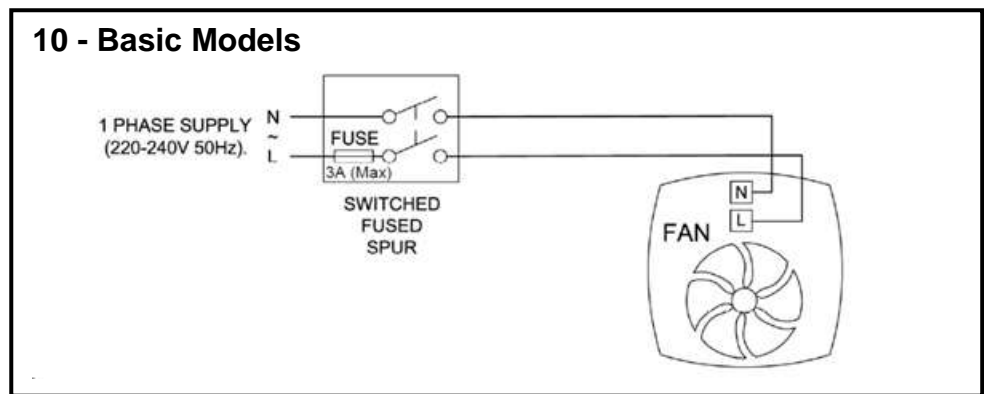 10 - Basic Models
1 PHASE SUPPLY
(220-240V 50Hz).
N
~
L
FUSE
3A (Max)
SWITCHED
FUSED
SPUR
N
L
FAN